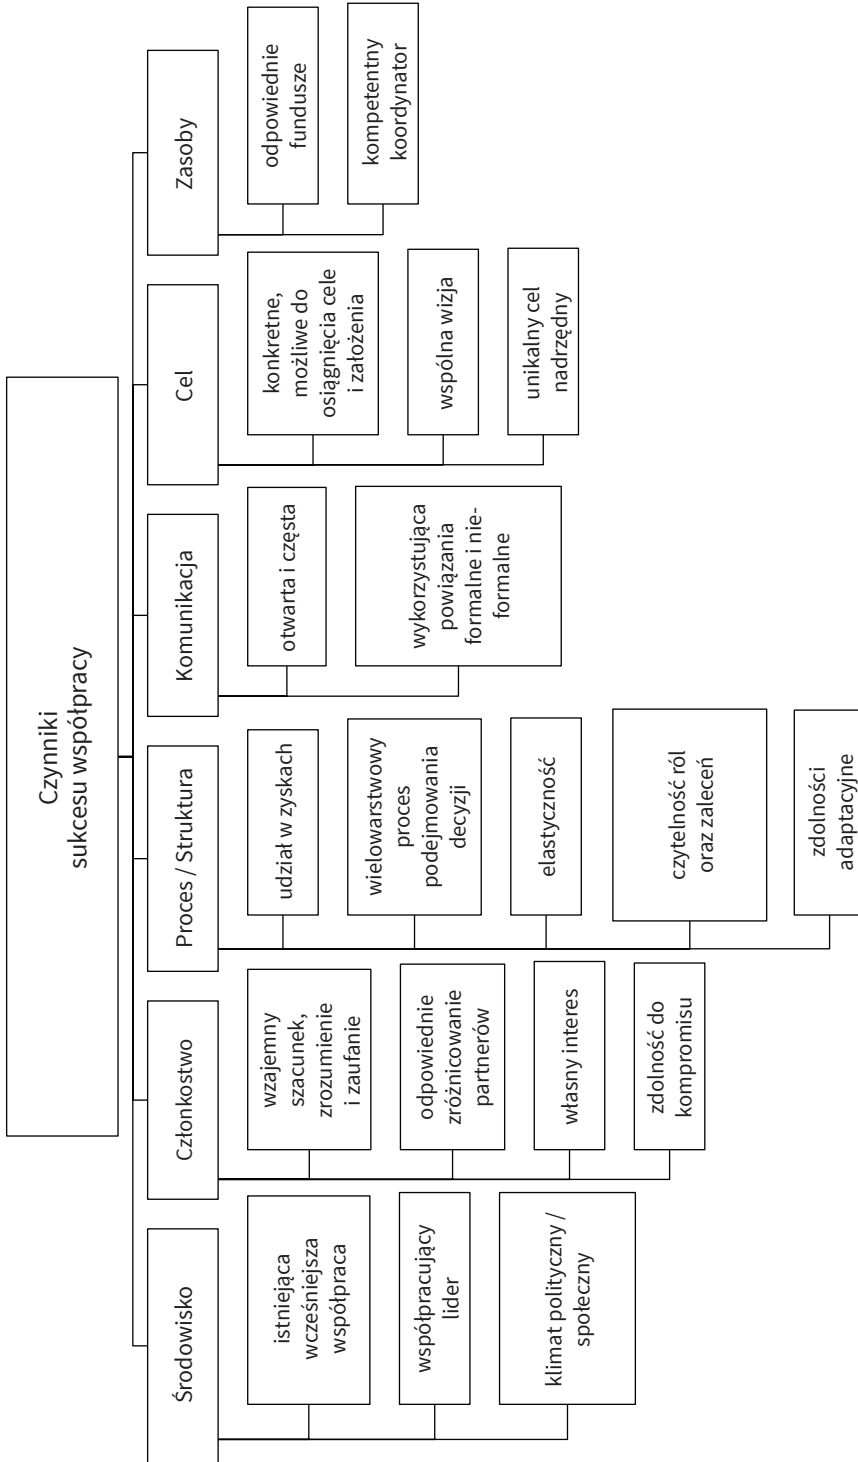 Czynniki
sukcesu współpracy
Środowisko
istniejąca
wcześniejsza
współpraca
współpracujący
lider
klimat polityczny /
społeczny
Członkostwo
wzajemny
szacunek,
zrozumienie
i zaufanie
odpowiednie
zróżnicowanie
partnerów
własny interes
zdolność do
kompromisu
Proces / Struktura
udział w zyskach
wielowarstwowy
proces
podejmowania
decyzji
elastyczność
czytelność ról
oraz zaleceń
zdolności
adaptacyjne
Komunikacja
otwarta i częsta
wykorzystująca
powiązania
formalne i nie-
formalne
Cel
konkretne,
możliwe do
osiągnięcia cele
i założenia
wspólna wizja
unikalny cel
nadrzędny
Zasoby
odpowiednie
fundusze
kompetentny
koordynator